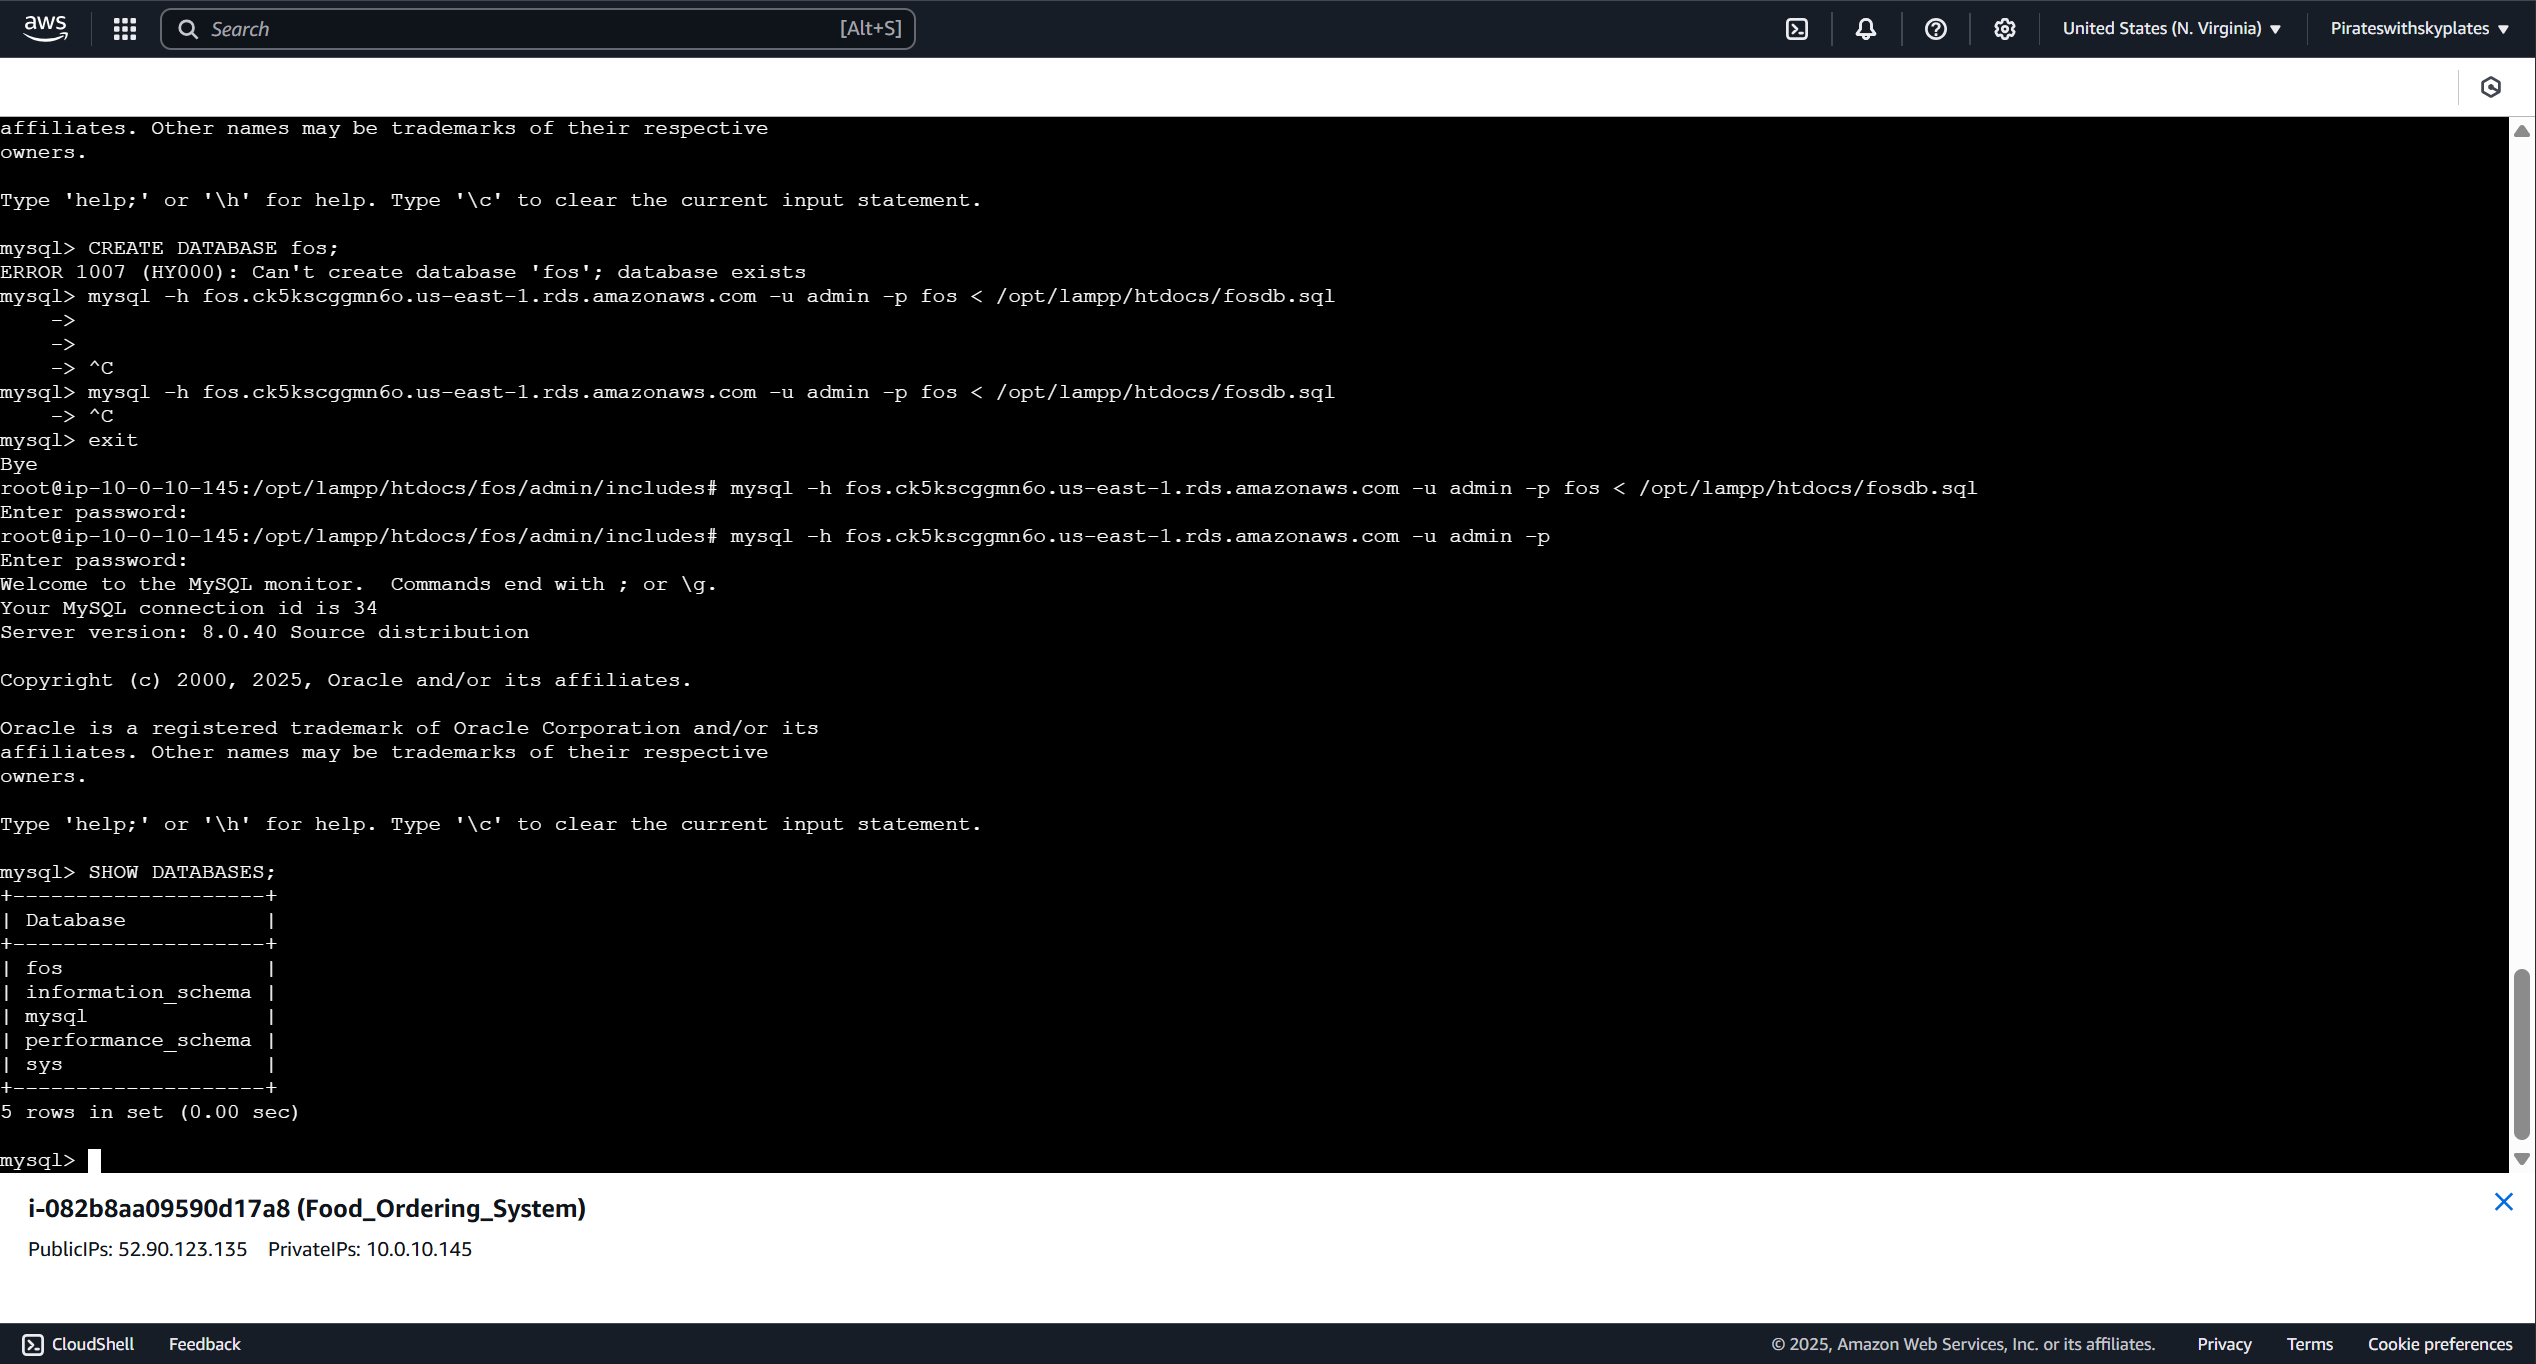 aws
Search [Alt+S]
United States (N. Virginia) ▼
Pirateswithskyplates ▼
affiliates. Other names may be trademarks of their respective
owners.
Type 'help;' or '\h' for help. Type '\c' to clear the current input statement.
mysql> CREATE DATABASE fos;
ERROR 1007 (HY000): Can't create database 'fos'; database exists
mysql> mysql -h fos.ck5kscggmn6o.us-east-1.rds.amazonaws.com -u admin -p fos < /opt/lampp/htdocs/fosdb.sql
    ->
    ->
    -> ^C
mysql> mysql -h fos.ck5kscggmn6o.us-east-1.rds.amazonaws.com -u admin -p fos < /opt/lampp/htdocs/fosdb.sql
    -> ^C
mysql> exit
Bye
root@ip-10-0-10-145:/opt/lampp/htdocs/fos/admin/includes# mysql -h fos.ck5kscggmn6o.us-east-1.rds.amazonaws.com -u admin -p fos < /opt/lampp/htdocs/fosdb.sql
Enter password:
root@ip-10-0-10-145:/opt/lampp/htdocs/fos/admin/includes# mysql -h fos.ck5kscggmn6o.us-east-1.rds.amazonaws.com -u admin -p
Enter password:
Welcome to the MySQL monitor.  Commands end with ; or \g.
Your MySQL connection id is 34
Server version: 8.0.40 Source distribution
Copyright (c) 2000, 2025, Oracle and/or its affiliates.
Oracle is a registered trademark of Oracle Corporation and/or its
affiliates. Other names may be trademarks of their respective
owners.
Type 'help;' or '\h' for help. Type '\c' to clear the current input statement.
mysql> SHOW DATABASES;
+--------------------+
| Database           |
+--------------------+
| fos                |
| information_schema |
| mysql              |
| performance_schema |
| sys                |
+--------------------+
5 rows in set (0.00 sec)
mysql>
i-082b8aa09590d17a8 (Food_Ordering_System)
PublicIPs: 52.90.123.135 PrivateIPs: 10.0.10.145
CloudShell Feedback © 2025, Amazon Web Services, Inc. or its affiliates. Privacy Terms Cookie preferences